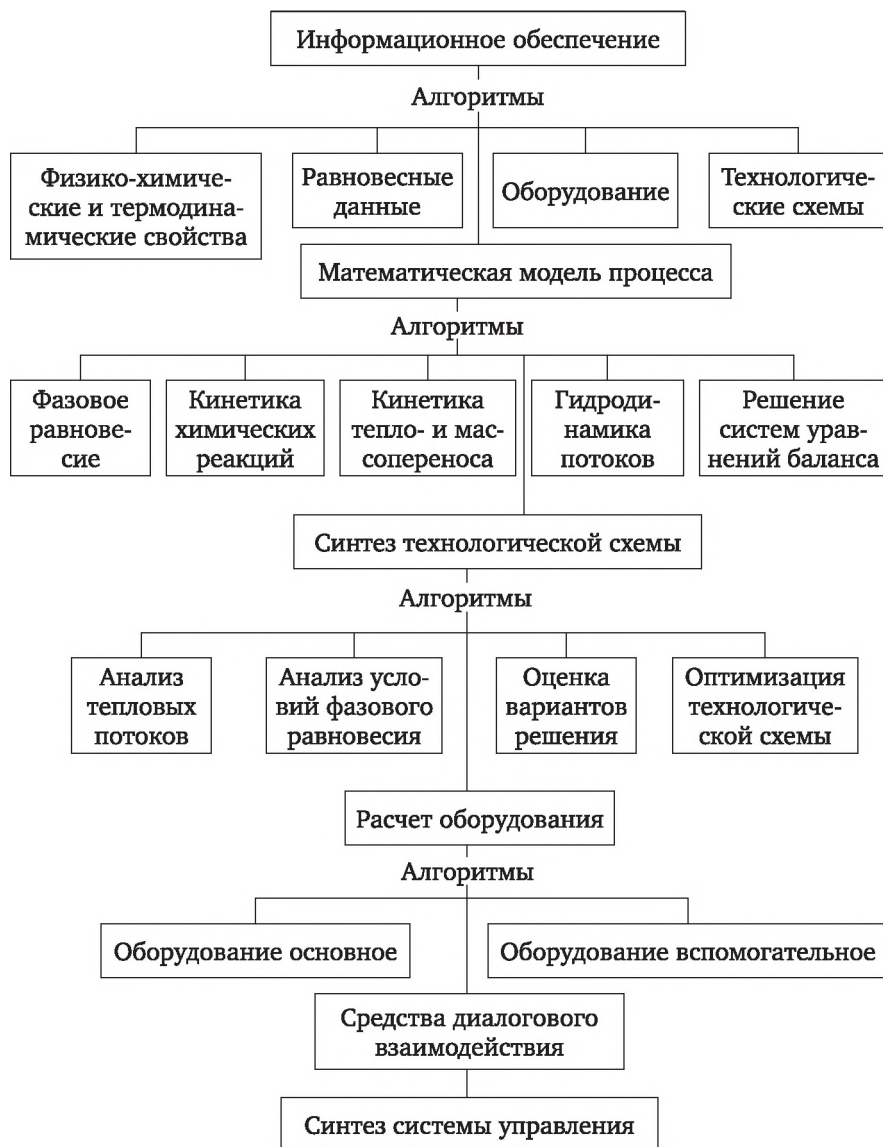 Информационное обеспечение
Алгоритмы
Физико-химиче-
ские и термодина-
мические свойства
Равновесные
данные
Оборудование
Технологиче-
ские схемы
Математическая модель процесса
Алгоритмы
Фазовое
равнове-
сие
Кинетика
химических
реакций
Кинетика
тепло- и мас-
сопереноса
Гидроди-
намика
потоков
Решение
систем урав-
нений баланса
Синтез технологической схемы
Алгоритмы
Анализ
тепловых
потоков
Анализ усло-
вий фазового
равновесия
Оценка
вариантов
решения
Оптимизация
технологиче-
ской схемы
Расчет оборудования
Алгоритмы
Оборудование основное
Оборудование вспомогательное
Средства диалогового
взаимодействия
Синтез системы управления